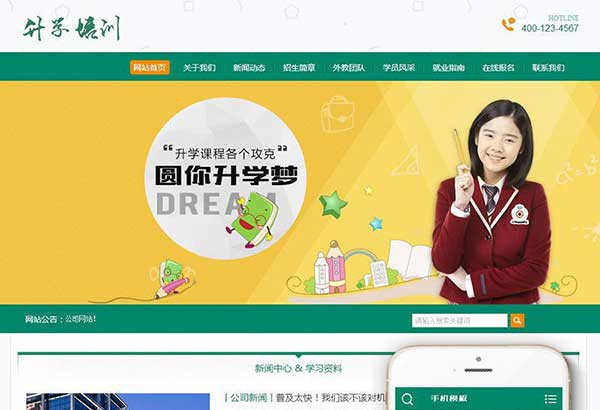 升学培训
HOTLINE
400-123-4567
网站首页 关于我们 新闻动态 招生简章 外教团队 学员风采 就业指南 在线报名 联系我们
“升学课程各个攻克”
圆你升学梦
DREAM
网站公告：公司网站!
请输入搜索关键词
新闻中心 & 学习资料
[ 公司新闻 ] 普及太快！我们该不该对机
手机模板